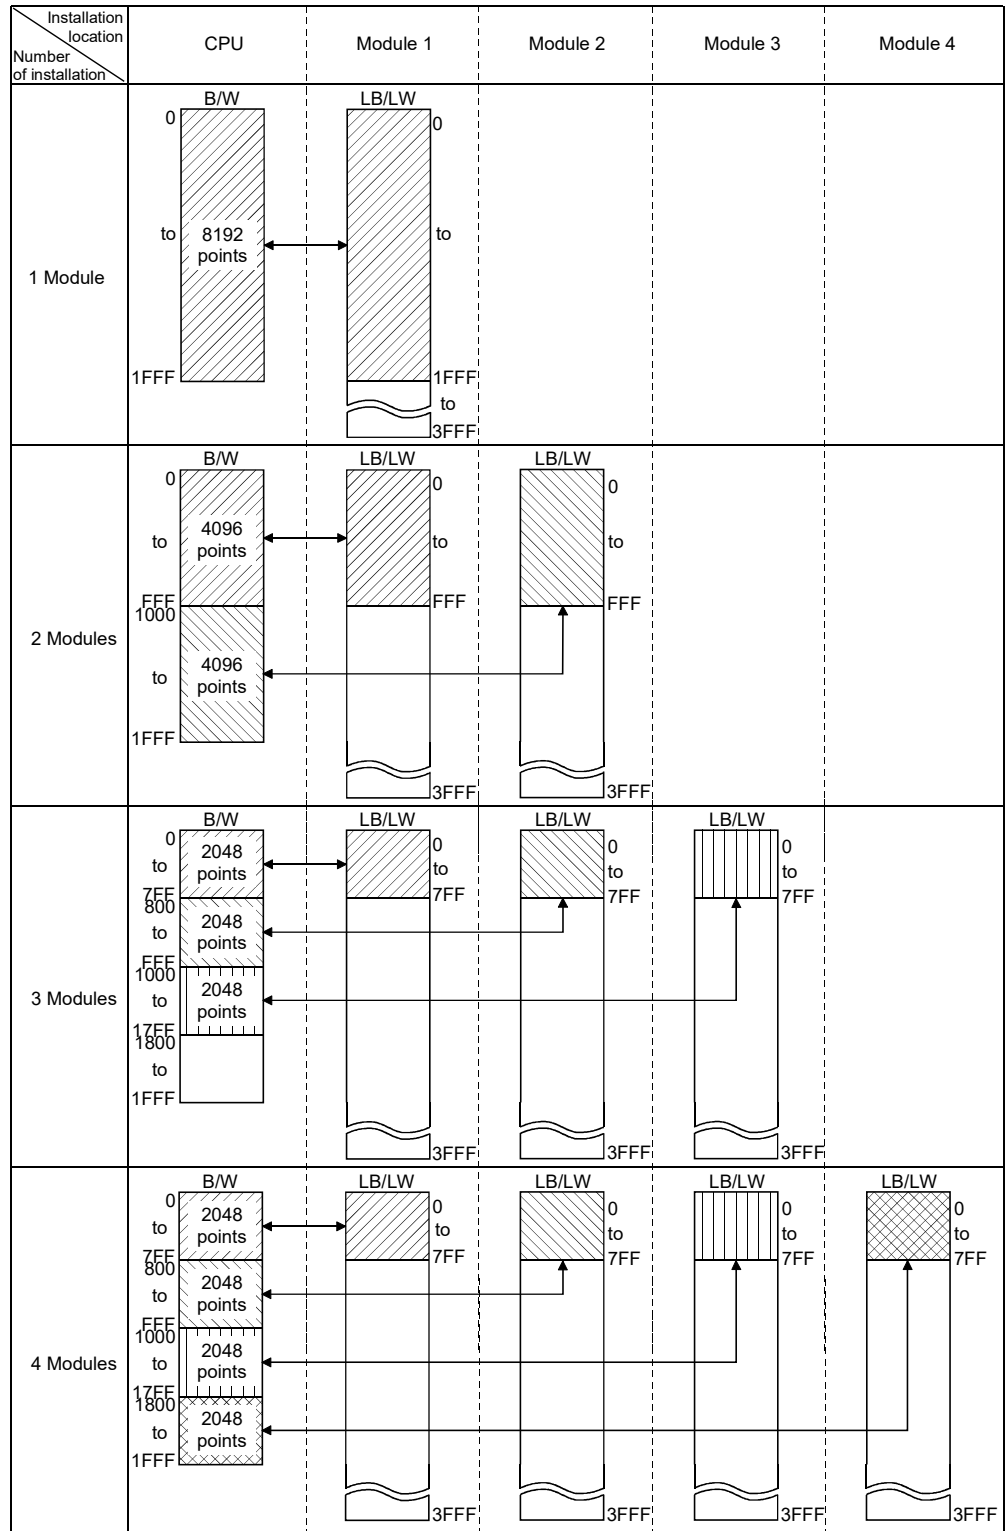 Installation
location
Number
of installation
CPU
Module 1
Module 2
Module 3
Module 4
1 Module
B/W
0
to
8192
points
1FFF
LB/LW
0
to
1FFF
to
3FFF
2 Modules
B/W
0
to
4096
points
FFF
1000
to
4096
points
1FFF
LB/LW
0
to
FFF
3FFF
LB/LW
0
to
FFF
3FFF
3 Modules
B/W
0
to
2048
points
7FF
800
to
2048
points
FFF
1000
to
2048
points
17FF
1800
to
1FFF
LB/LW
0
to
7FF
3FFF
LB/LW
0
to
7FF
3FFF
LB/LW
0
to
7FF
3FFF
4 Modules
B/W
0
to
2048
points
7FF
800
to
2048
points
FFF
1000
to
2048
points
17FF
1800
to
2048
points
1FFF
LB/LW
0
to
7FF
3FFF
LB/LW
0
to
7FF
3FFF
LB/LW
0
to
7FF
3FFF
LB/LW
0
to
7FF
3FFF